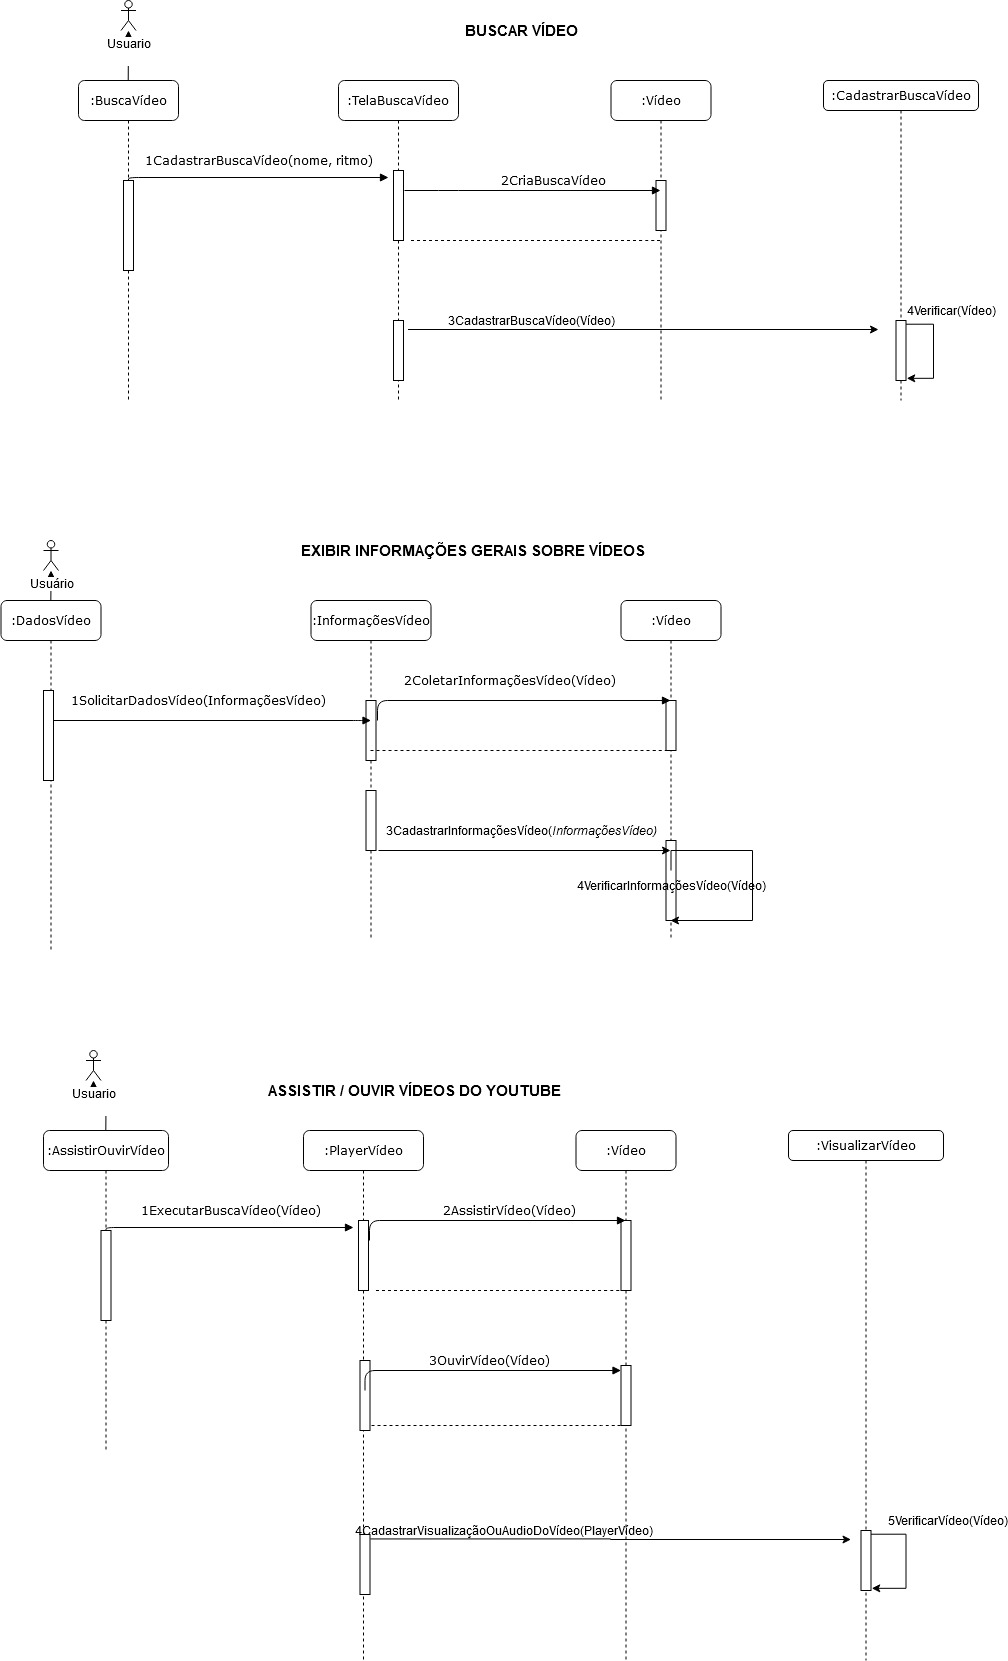 BUSCAR VÍDEO
Usuario
:BuscaVídeo
:TelaBuscaVídeo
:Vídeo
:CadastrarBuscaVídeo
1CadastrarBuscaVídeo(nome, ritmo)
2CriaBuscaVídeo
3CadastrarBuscaVídeo(Vídeo)
4Verificar(Vídeo)
EXIBIR INFORMAÇÕES GERAIS SOBRE VÍDEOS
Usuário
:DadosVídeo
:InformaçõesVídeo
:Vídeo
1SolicitarDadosVídeo(InformaçõesVídeo)
2ColetarInformaçõesVídeo(Vídeo)
3CadastrarInformaçõesVídeo(InformaçõesVídeo)
4VerificarInformaçõesVídeo(Vídeo)
ASSISTIR / OUVIR VÍDEOS DO YOUTUBE
Usuario
:AssistirOuvirVídeo
:PlayerVídeo
:Vídeo
:VisualizarVídeo
1ExecutarBuscaVídeo(Vídeo)
2AssistirVídeo(Vídeo)
3OuvirVídeo(Vídeo)
4CadastrarVisualizaçãoOuAudioDoVídeo(PlayerVídeo)
5VerificarVídeo(Vídeo)